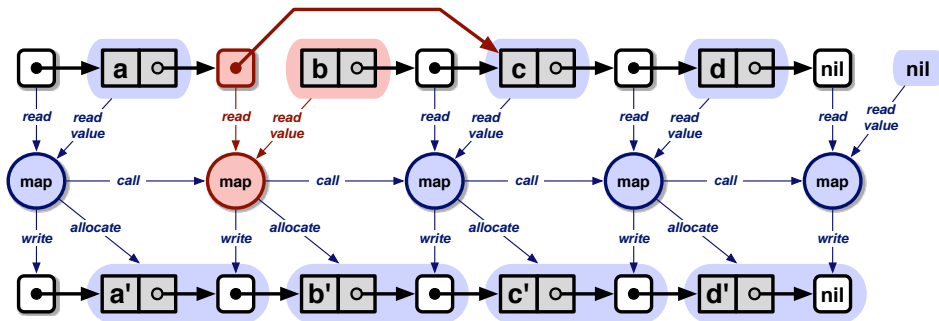 a b c d nil nil
read read value read read value read read value read read value read read value
map call map call map call map call map
write allocate write allocate write allocate write allocate write
a' b' c' d' nil